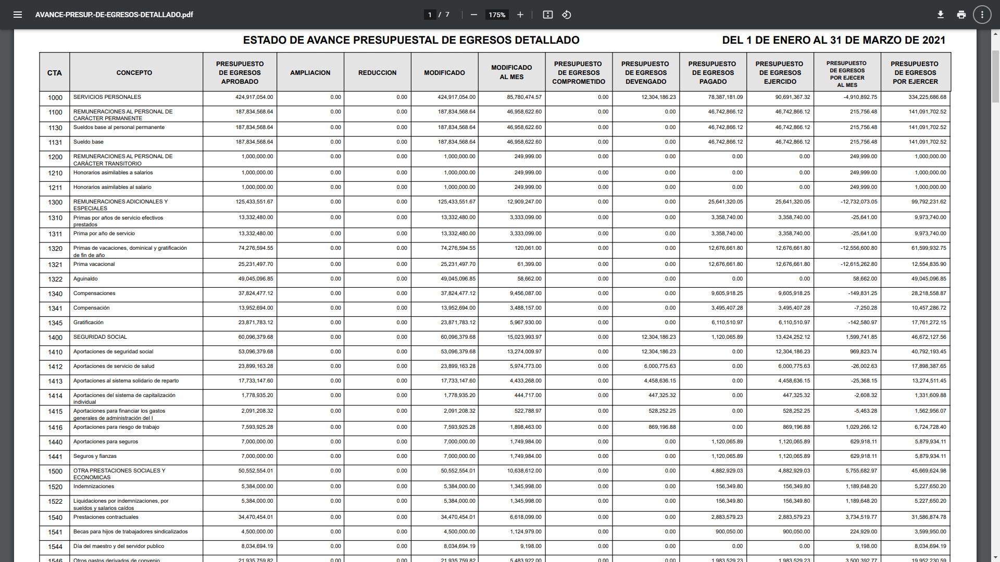 AVANCE-PRESUP.-DE-EGRESOS-DETALLADO.pdf 1 / 7 175%
ESTADO DE AVANCE PRESUPUESTAL DE EGRESOS DETALLADO DEL 1 DE ENERO AL 31 DE MARZO DE 2021
CTA CONCEPTO PRESUPUESTO DE EGRESOS APROBADO AMPLIACION REDUCCION MODIFICADO MODIFICADO AL MES PRESUPUESTO DE EGRESOS COMPROMETIDO PRESUPUESTO DE EGRESOS DEVENGADO PRESUPUESTO DE EGRESOS PAGADO PRESUPUESTO DE EGRESOS EJERCIDO PRESUPUESTO DE EGRESOS POR EJECER AL MES PRESUPUESTO DE EGRESOS POR EJERCER
1000 SERVICIOS PERSONALES 424,917,054.00 0.00 0.00 424,917,054.00 85,780,474.57 0.00 12,304,186.23 78,387,181.09 90,691,367.32 -4,910,892.75 334,225,686.68
1100 REMUNERACIONES AL PERSONAL DE 187,834,568.64 0.00 0.00 187,834,568.64 46,958,622.60 0.00 0.00 46,742,866.12 46,742,866.12 215,756.48 141,091,702.52
CARÁCTER PERMANENTE
1130 Sueldos base al personal permanente 187,834,568.64 0.00 0.00 187,834,568.64 46,958,622.60 0.00 0.00 46,742,866.12 46,742,866.12 215,756.48 141,091,702.52
1131 Sueldo base 187,834,568.64 0.00 0.00 187,834,568.64 46,958,622.60 0.00 0.00 46,742,866.12 46,742,866.12 215,756.48 141,091,702.52
1200 REMUNERACIONES AL PERSONAL DE 1,000,000.00 0.00 0.00 1,000,000.00 249,999.00 0.00 0.00 0.00 0.00 249,999.00 1,000,000.00
CARÁCTER TRANSITORIO
1210 Honorarios asimilables a salarios 1,000,000.00 0.00 0.00 1,000,000.00 249,999.00 0.00 0.00 0.00 0.00 249,999.00 1,000,000.00
1211 Honorarios asimilables al salario 1,000,000.00 0.00 0.00 1,000,000.00 249,999.00 0.00 0.00 0.00 0.00 249,999.00 1,000,000.00
1300 REMUNERACIONES ADICIONALES Y 125,433,551.67 0.00 0.00 125,433,551.67 12,909,247.00 0.00 0.00 25,641,320.05 25,641,320.05 -12,732,073.05 99,792,231.62
ESPECIALES
1310 Primas por años de servicio efectivos 13,332,480.00 0.00 0.00 13,332,480.00 3,333,099.00 0.00 0.00 3,358,740.00 3,358,740.00 -25,641.00 9,973,740.00
prestados
1311 Prima por año de servicio 13,332,480.00 0.00 0.00 13,332,480.00 3,333,099.00 0.00 0.00 3,358,740.00 3,358,740.00 -25,641.00 9,973,740.00
1320 Primas de vacaciones, dominical y gratificación 74,276,594.55 0.00 0.00 74,276,594.55 120,061.00 0.00 0.00 12,676,661.80 12,676,661.80 -12,556,600.80 61,599,932.75
de fin de año
1321 Prima vacacional 25,231,497.70 0.00 0.00 25,231,497.70 61,399.00 0.00 0.00 12,676,661.80 12,676,661.80 -12,615,262.80 12,554,835.90
1322 Aguinaldo 49,045,096.85 0.00 0.00 49,045,096.85 58,662.00 0.00 0.00 0.00 0.00 58,662.00 49,045,096.85
1340 Compensaciones 37,824,477.12 0.00 0.00 37,824,477.12 9,456,087.00 0.00 0.00 9,605,918.25 9,605,918.25 -149,831.25 28,218,558.87
1341 Compensación 13,952,694.00 0.00 0.00 13,952,694.00 3,488,157.00 0.00 0.00 3,495,407.28 3,495,407.28 -7,250.28 10,457,286.72
1345 Gratificación 23,871,783.12 0.00 0.00 23,871,783.12 5,967,930.00 0.00 0.00 6,110,510.97 6,110,510.97 -142,580.97 17,761,272.15
1400 SEGURIDAD SOCIAL 60,096,379.68 0.00 0.00 60,096,379.68 15,023,993.97 0.00 12,304,186.23 1,120,065.89 13,424,252.12 1,599,741.85 46,672,127.56
1410 Aportaciones de seguridad social 53,096,379.68 0.00 0.00 53,096,379.68 13,274,009.97 0.00 12,304,186.23 0.00 12,304,186.23 969,823.74 40,792,193.45
1412 Aportaciones de servicio de salud 23,899,163.28 0.00 0.00 23,899,163.28 5,974,773.00 0.00 6,000,775.63 0.00 6,000,775.63 -26,002.63 17,898,387.65
1413 Aportaciones al sistema solidario de reparto 17,733,147.60 0.00 0.00 17,733,147.60 4,433,268.00 0.00 4,458,636.15 0.00 4,458,636.15 -25,368.15 13,274,511.45
1414 Aportaciones del sistema de capitalización 1,778,935.20 0.00 0.00 1,778,935.20 444,717.00 0.00 447,325.32 0.00 447,325.32 -2,608.32 1,331,609.88
individual
1415 Aportaciones para financiar los gastos 2,091,208.32 0.00 0.00 2,091,208.32 522,788.97 0.00 528,252.25 0.00 528,252.25 -5,463.28 1,562,956.07
generales de administración del I
1416 Aportaciones para riesgo de trabajo 7,593,925.28 0.00 0.00 7,593,925.28 1,898,463.00 0.00 869,196.88 0.00 869,196.88 1,029,266.12 6,724,728.40
1440 Aportaciones para seguros 7,000,000.00 0.00 0.00 7,000,000.00 1,749,984.00 0.00 0.00 1,120,065.89 1,120,065.89 629,918.11 5,879,934.11
1441 Seguros y fianzas 7,000,000.00 0.00 0.00 7,000,000.00 1,749,984.00 0.00 0.00 1,120,065.89 1,120,065.89 629,918.11 5,879,934.11
1500 OTRA PRESTACIONES SOCIALES Y 50,552,554.01 0.00 0.00 50,552,554.01 10,638,612.00 0.00 0.00 4,882,929.03 4,882,929.03 5,755,682.97 45,669,624.98
ECONOMICAS
1520 Indemnizaciones 5,384,000.00 0.00 0.00 5,384,000.00 1,345,998.00 0.00 0.00 156,349.80 156,349.80 1,189,648.20 5,227,650.20
1522 Liquidaciones por indemnizaciones, por 5,384,000.00 0.00 0.00 5,384,000.00 1,345,998.00 0.00 0.00 156,349.80 156,349.80 1,189,648.20 5,227,650.20
sueldos y salarios caídos
1540 Prestaciones contractuales 34,470,454.01 0.00 0.00 34,470,454.01 6,618,099.00 0.00 0.00 2,883,579.23 2,883,579.23 3,734,519.77 31,586,874.78
1541 Becas para hijos de trabajadores sindicalizados 4,500,000.00 0.00 0.00 4,500,000.00 1,124,979.00 0.00 0.00 900,050.00 900,050.00 224,929.00 3,599,950.00
1544 Día del maestro y del servidor publico 8,034,694.19 0.00 0.00 8,034,694.19 9,198.00 0.00 0.00 0.00 0.00 9,198.00 8,034,694.19
1546 Otros gastos derivados de convenio 21,935,759.82 0.00 0.00 21,935,759.82 5,483,922.00 0.00 0.00 1,983,529.23 1,983,529.23 3,500,392.77 19,952,230.59